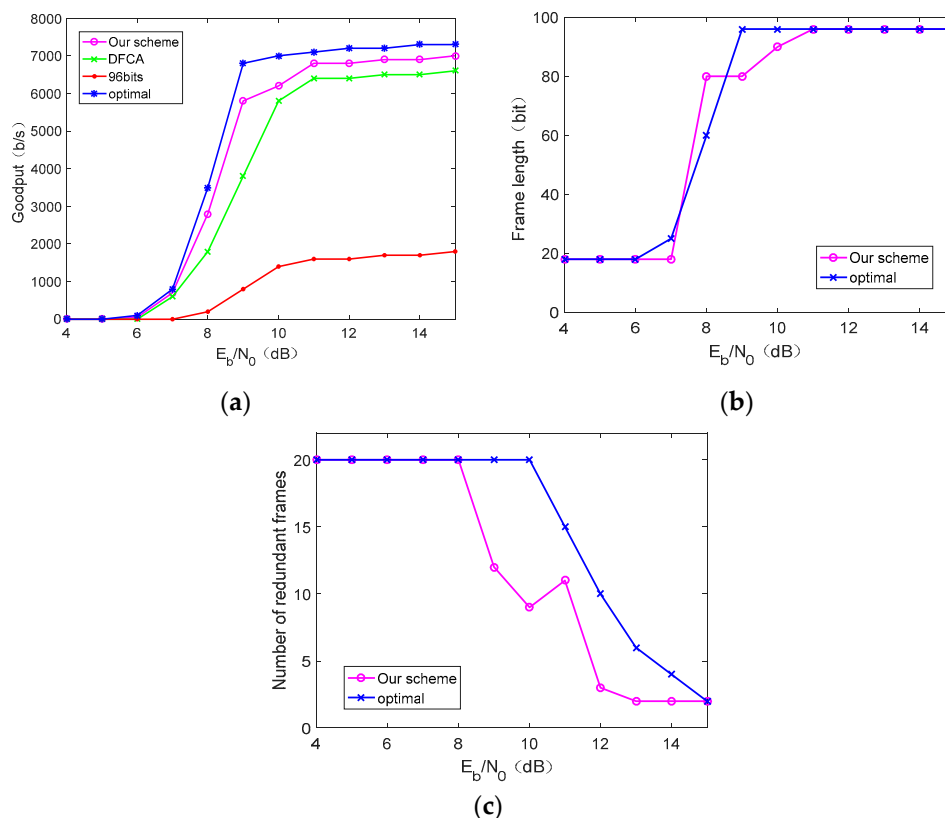 8000
7000
6000
5000
4000
3000
2000
1000
0
Goodput（b/s）
Our scheme
DFCA
96bits
optimal
4 6 8 10 12 14
E_b/N_0（dB）
(a)
100
80
60
40
20
0
Frame length（bit）
Our scheme
optimal
4 6 8 10 12 14
E_b/N_0（dB）
(b)
20
15
10
5
0
Number of redundant frames
Our scheme
optimal
4 6 8 10 12 14
E_b/N_0（dB）
(c)